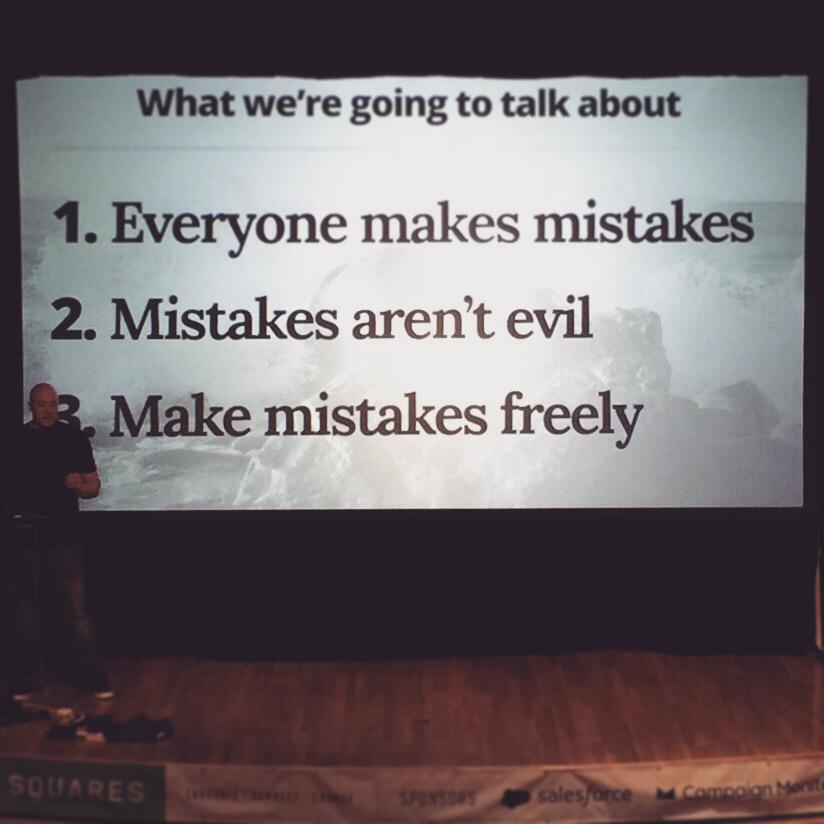 What we're going to talk about
1. Everyone makes mistakes
2. Mistakes aren't evil
3. Make mistakes freely
SQUARES
SPONSORS
salesforce
Campaign Monit